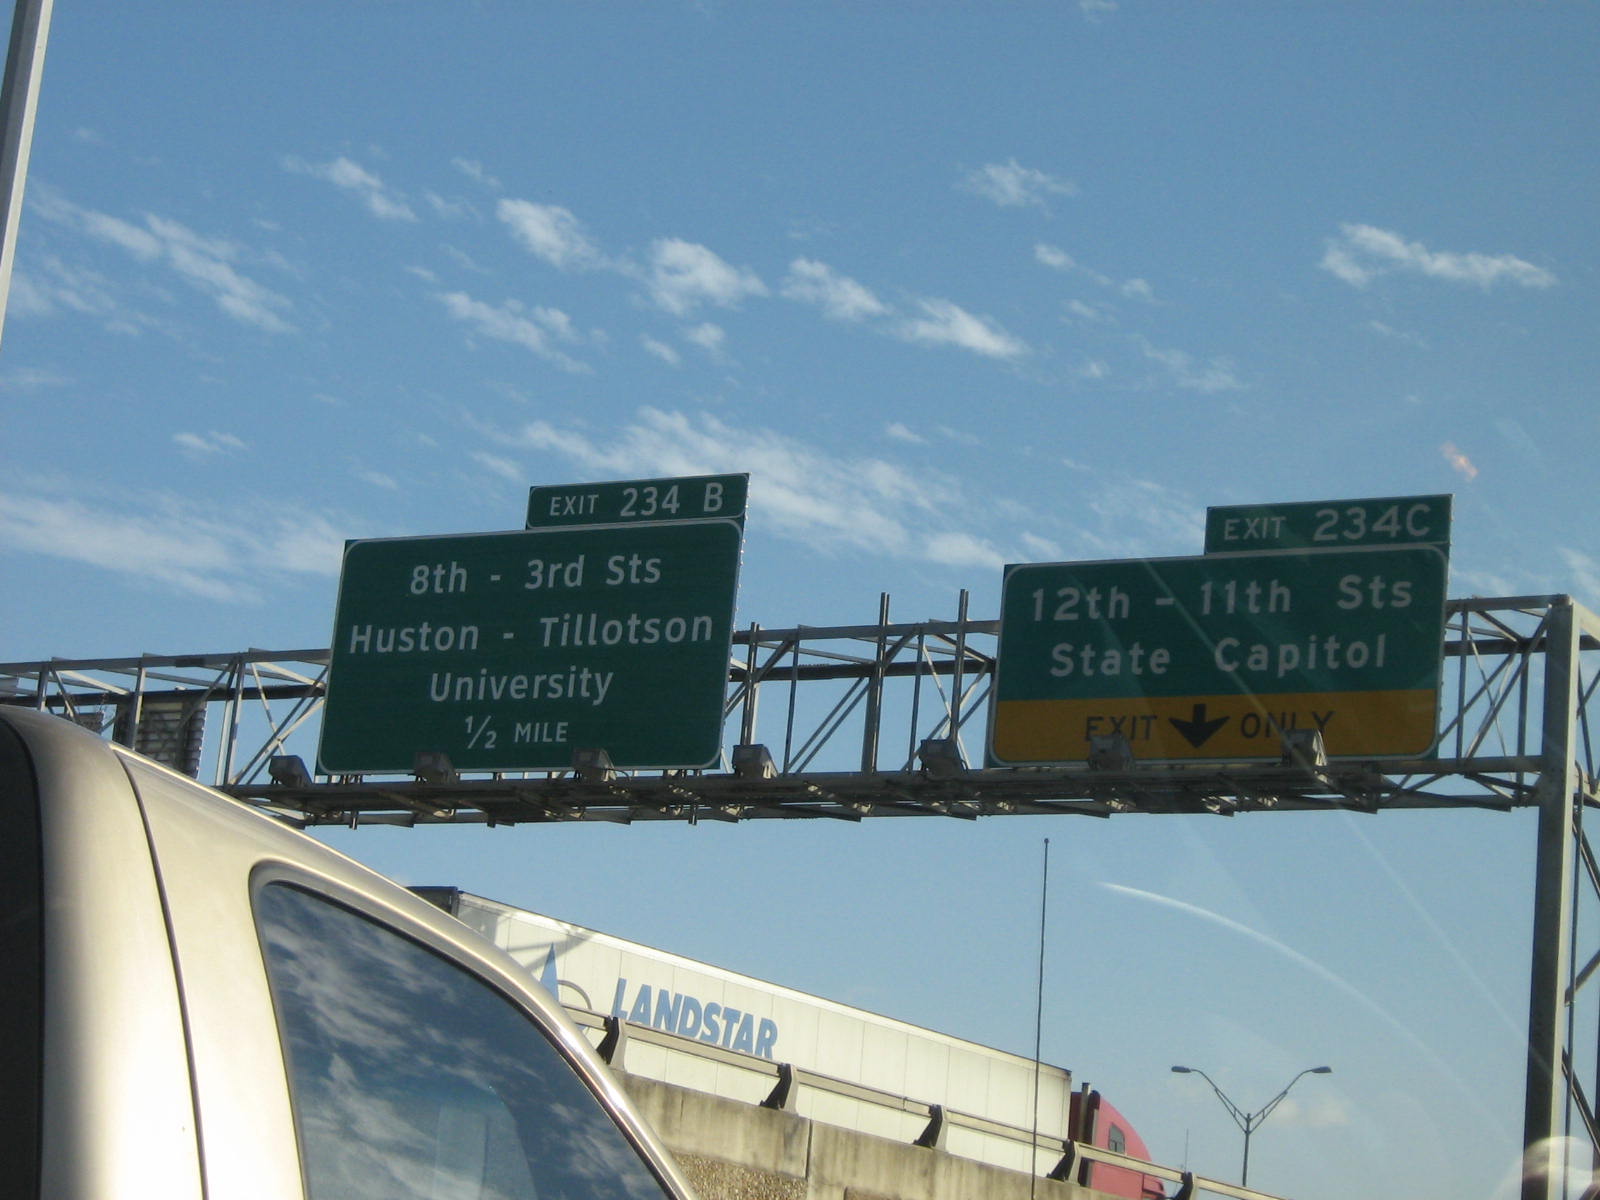 EXIT 234 B
8th - 3rd Sts
Huston - Tillotson
University
½ MILE
EXIT 234C
12th - 11th Sts
State Capitol
EXIT ONLY
LANDSTAR